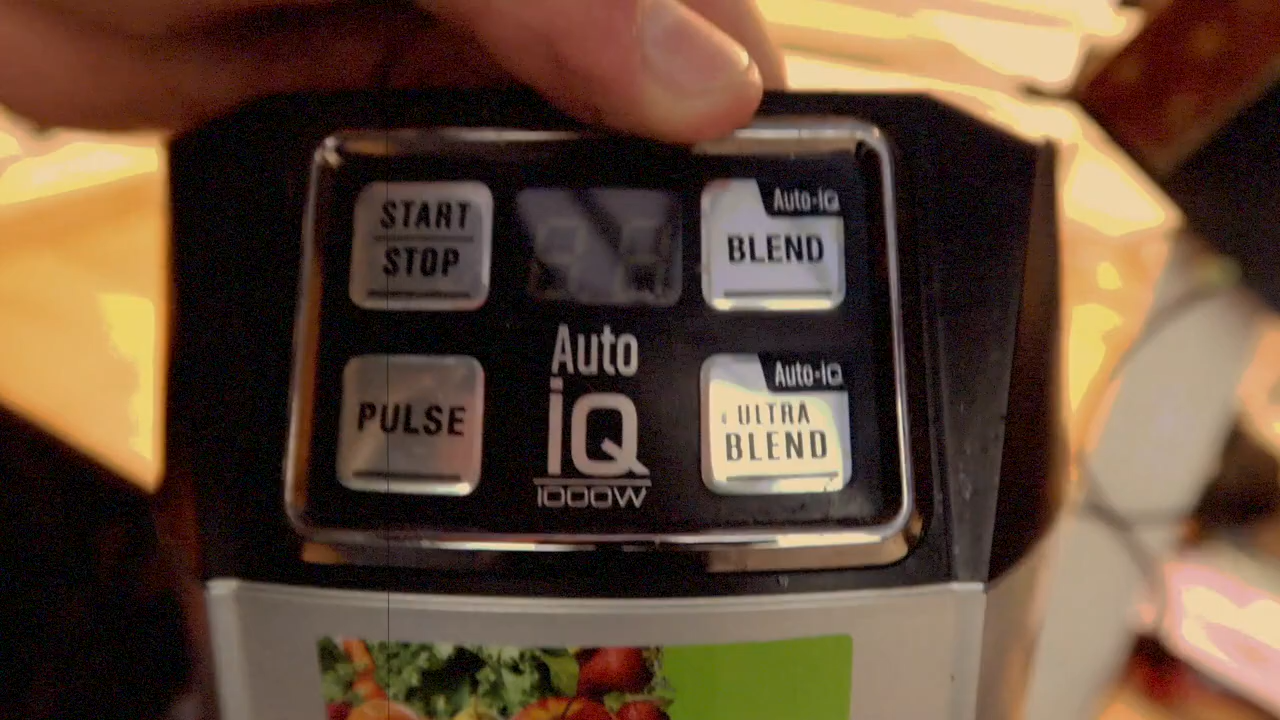 START
STOP
Auto-iQ
BLEND
Auto
iQ
1000W
PULSE
Auto-iQ
ULTRA
BLEND